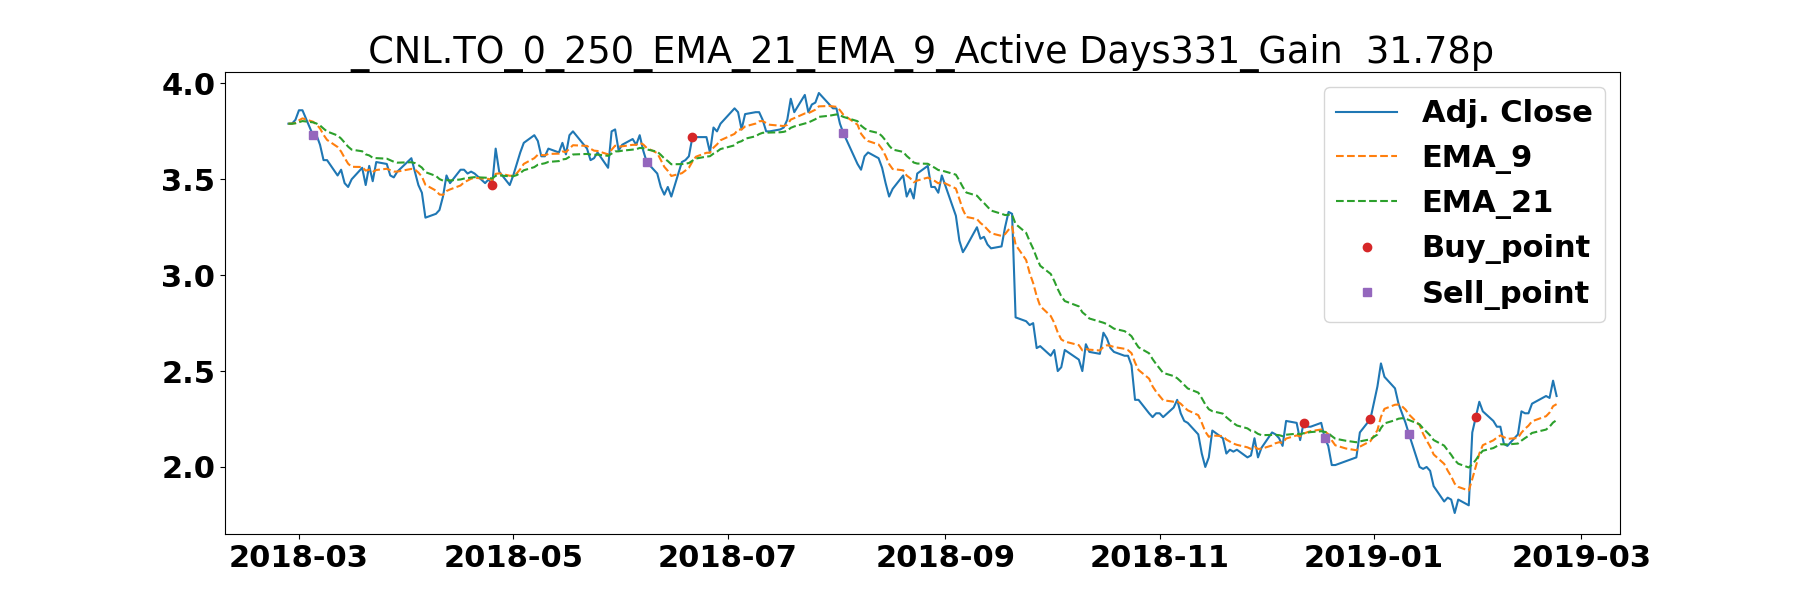 _CNL.TO_0_250_EMA_21_EMA_9_Active Days331_Gain  31.78p
4.0
3.5
3.0
2.5
2.0
Adj. Close
EMA_9
EMA_21
Buy_point
Sell_point
2018-03 2018-05 2018-07 2018-09 2018-11 2019-01 2019-03